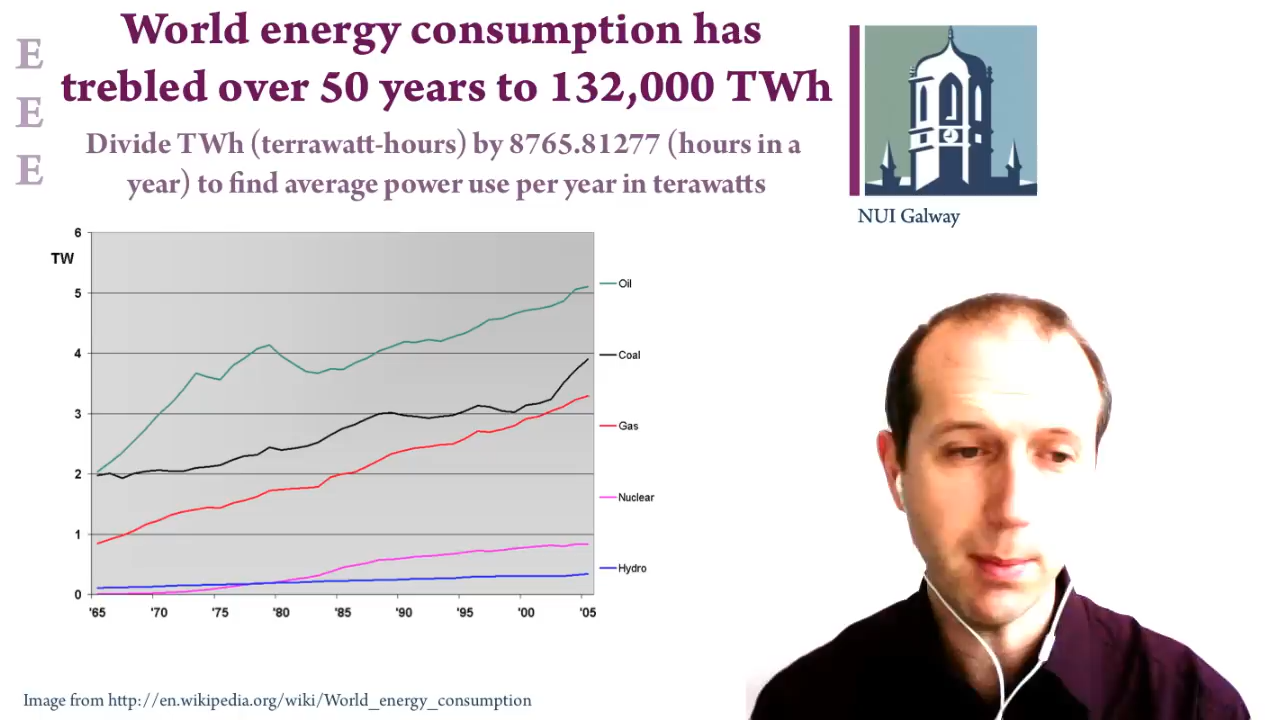 E
E
E
World energy consumption has
trebled over 50 years to 132,000 TWh
Divide TWh (terrawatt-hours) by 8765.81277 (hours in a
year) to find average power use per year in terawatts
NUI Galway
6
TW
5
4
3
2
1
0
'65 '70 '75 '80 '85 '90 '95 '00 '05
Oil
Coal
Gas
Nuclear
Hydro
Image from http://en.wikipedia.org/wiki/World_energy_consumption